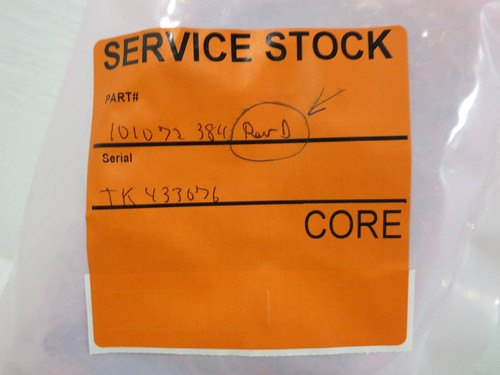 SERVICE STOCK
PART#
101072 384 Rev D
Serial
TK 433076
CORE